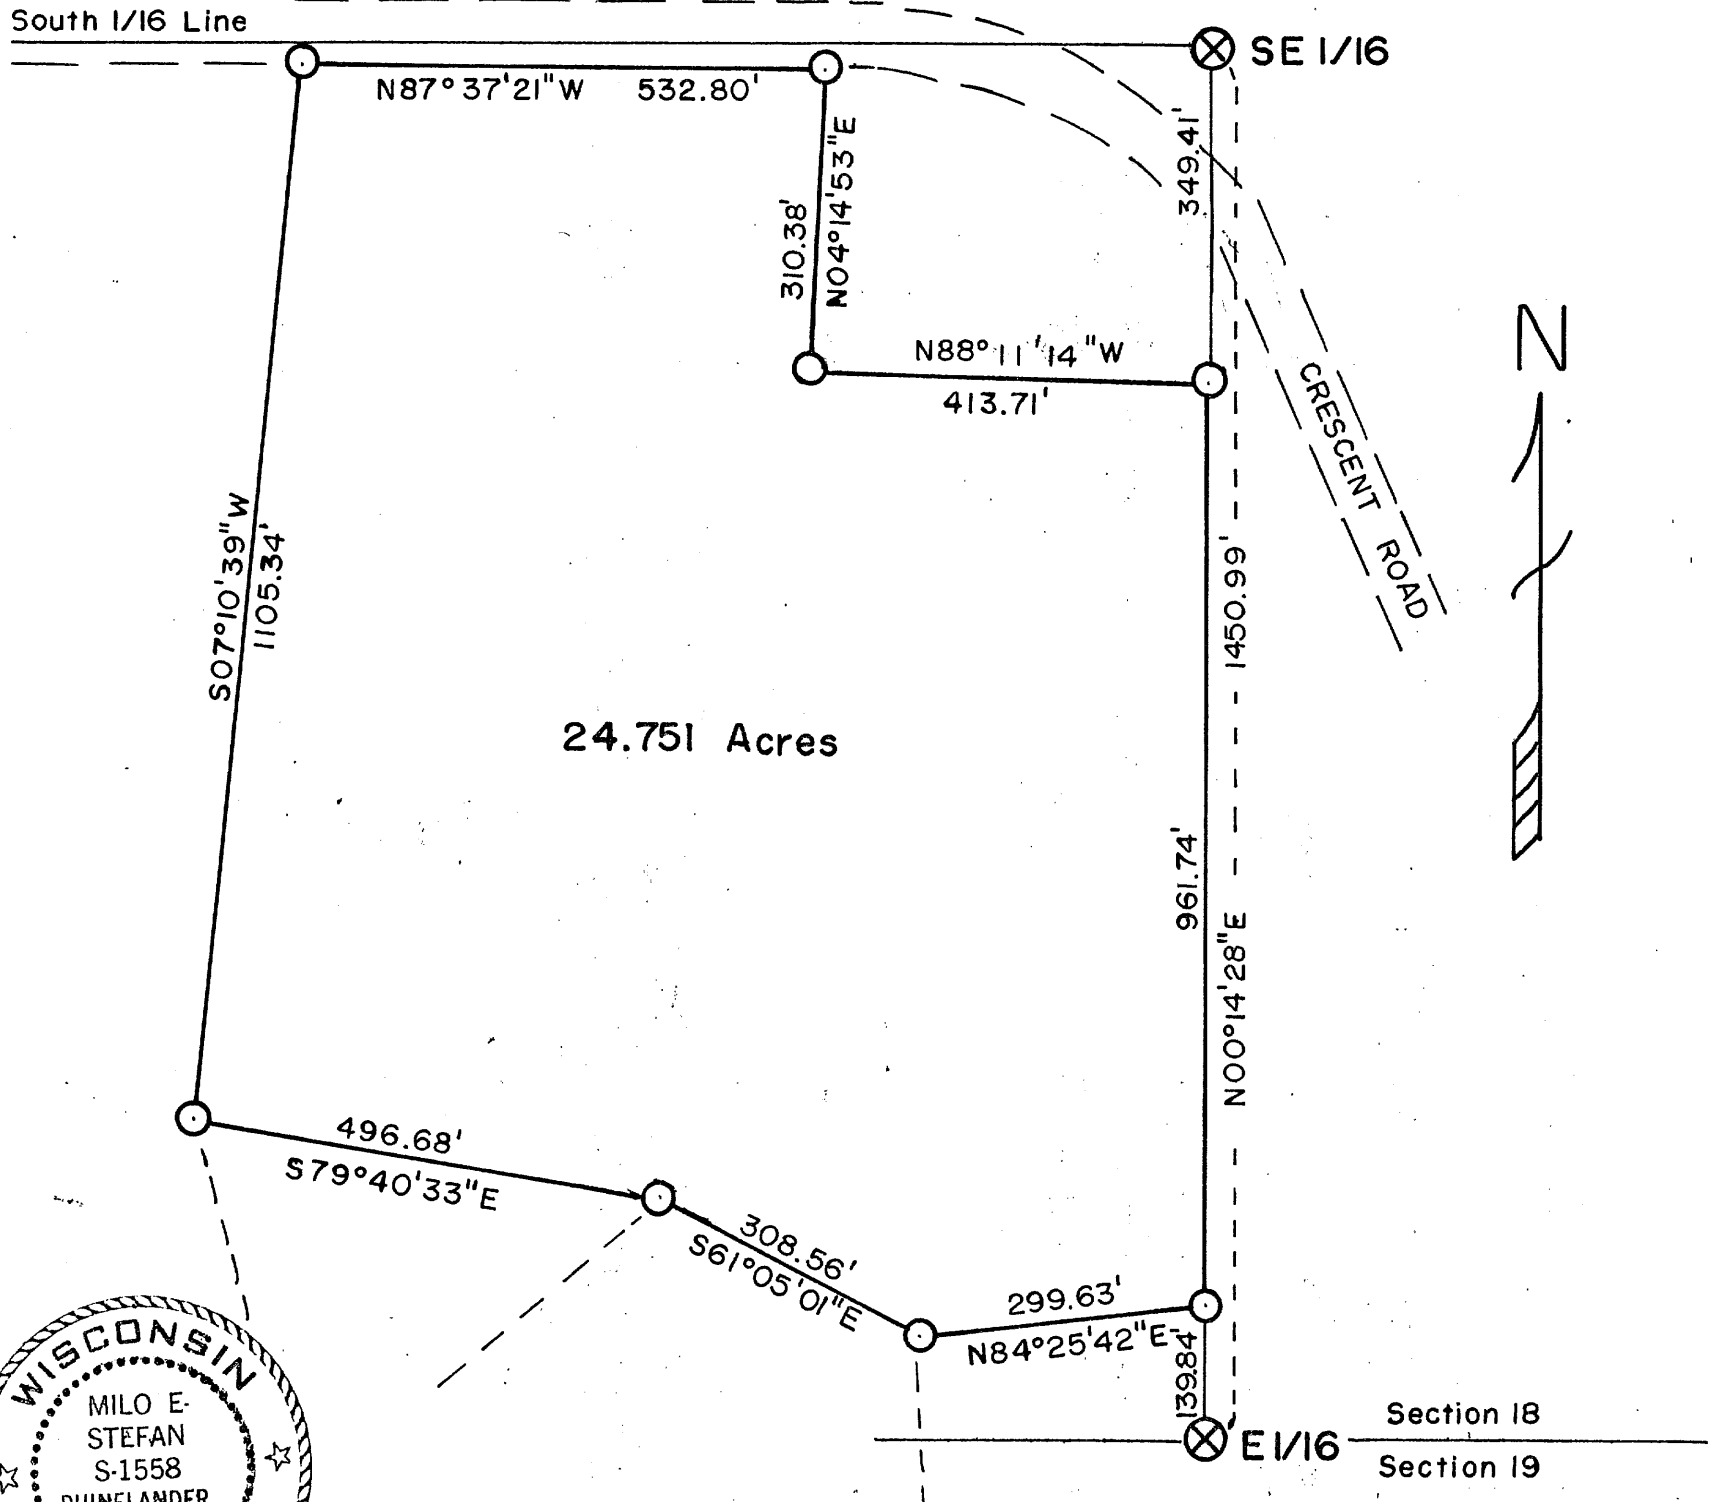 South 1/16 Line
SE 1/16
N87°37'21"W 532.80'
349.41'
310.38'
N04°14'53"E
N
N88°11'14"W
413.71'
CRESCENT ROAD
S07°10'39"W
1105.34'
1450.99'
24.751 Acres
961.74'
N00°14'28"E
496.68'
S79°40'33"E
308.56'
S61°05'01"E
299.63'
N84°25'42"E
139.84'
WISCONSIN
MILO E-
STEFAN
S-1558
RHINELANDER
E1/16
Section 18
Section 19